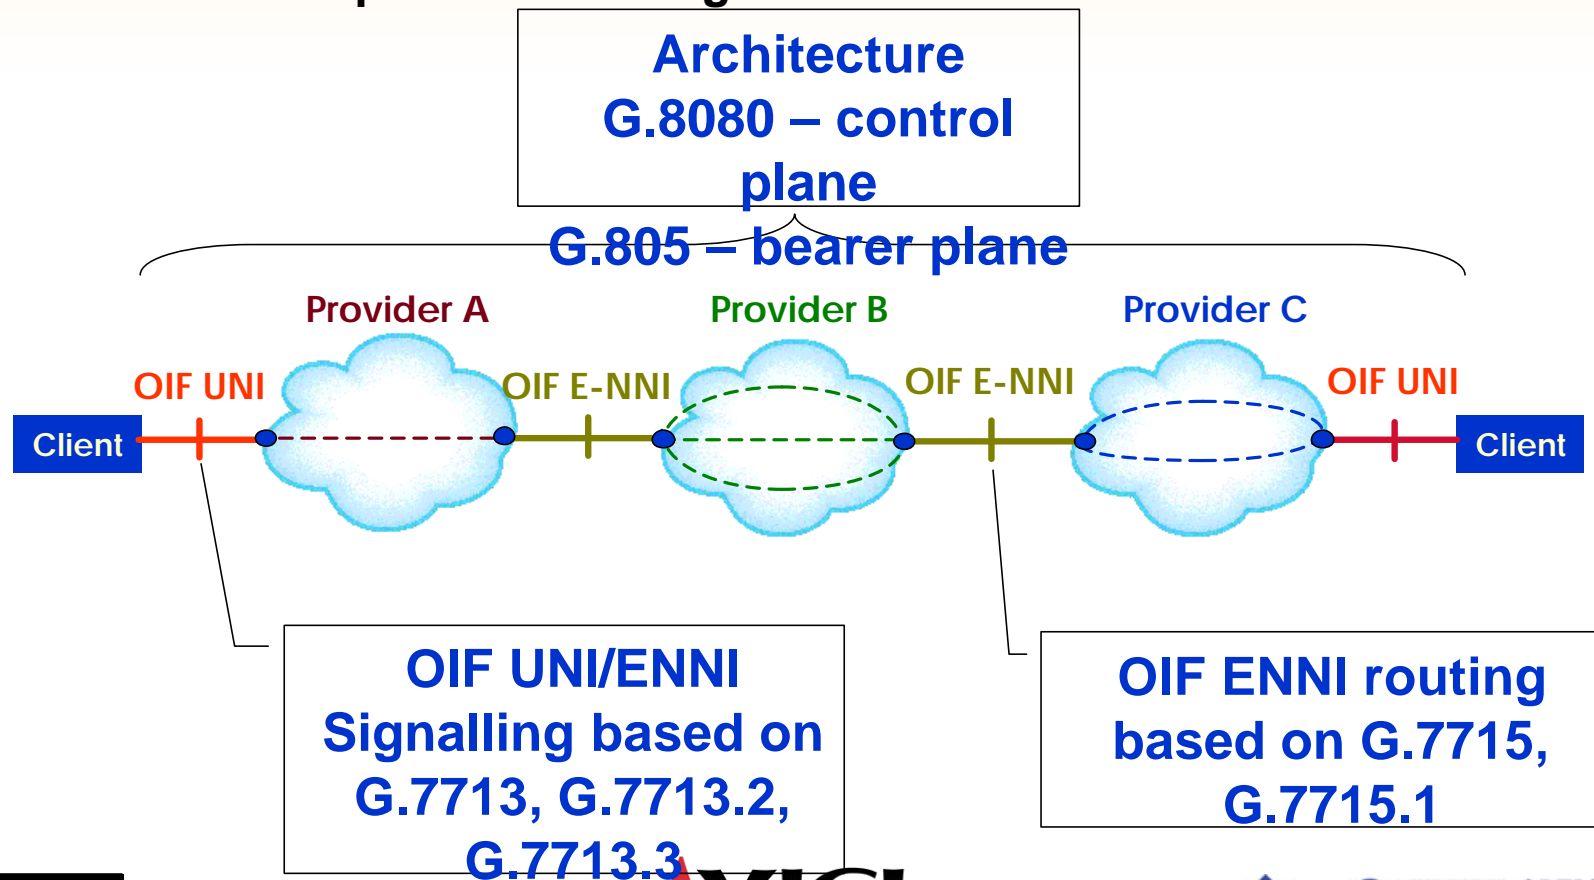 Architecture
G.8080 – control
plane
G.805 – bearer plane
Provider A
Provider B
Provider C
OIF UNI
OIF E-NNI
OIF E-NNI
OIF UNI
Client
Client
OIF UNI/ENNI
Signalling based on
G.7713, G.7713.2,
G.7713.3
OIF ENNI routing
based on G.7715,
G.7715.1